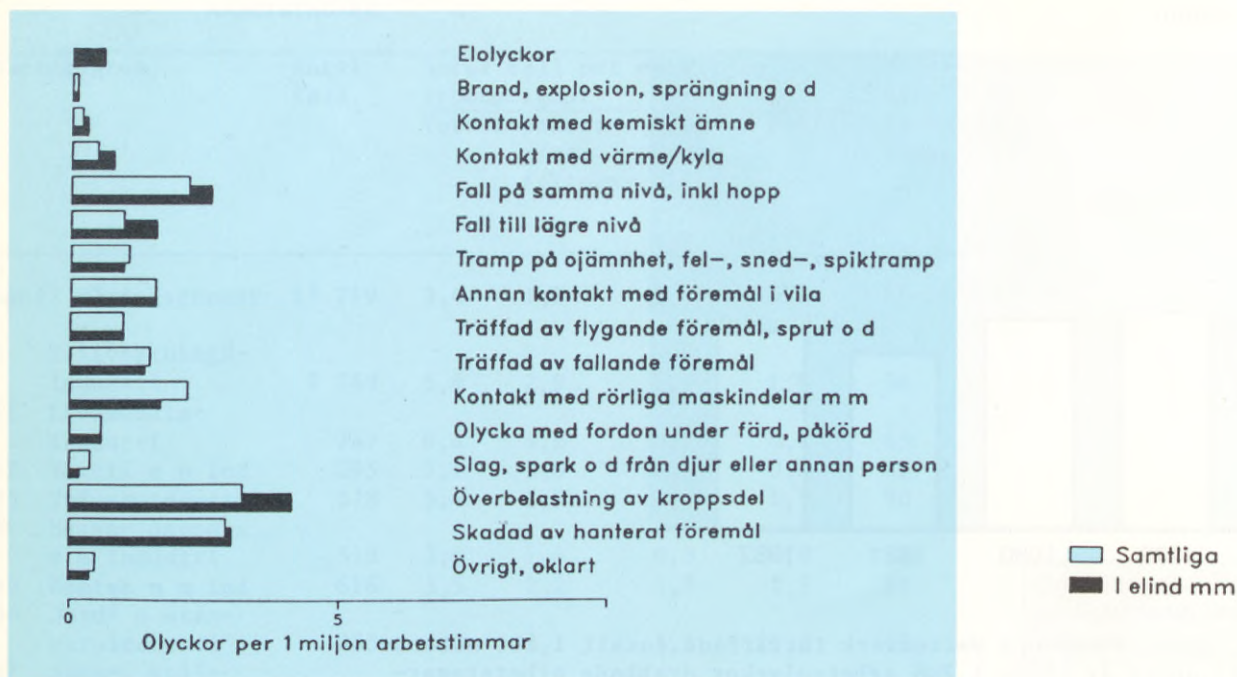 Elolyckor
Brand, explosion, sprängning o d
Kontakt med kemiskt ämne
Kontakt med värme/kyla
Fall på samma nivå, inkl hopp
Fall till lägre nivå
Tramp på ojämnhet, fel-, sned-, spiktramp
Annan kontakt med föremål i vila
Träffad av flygande föremål, sprut o d
Träffad av fallande föremål
Kontakt med rörliga maskindelar m m
Olycka med fordon under färd, påkörd
Slag, spark o d från djur eller annan person
Överbelastning av kroppsdel
Skadad av hanterat föremål
Övrigt, oklart
0 5
Olyckor per 1 miljon arbetstimmar
Samtliga
I elind mm